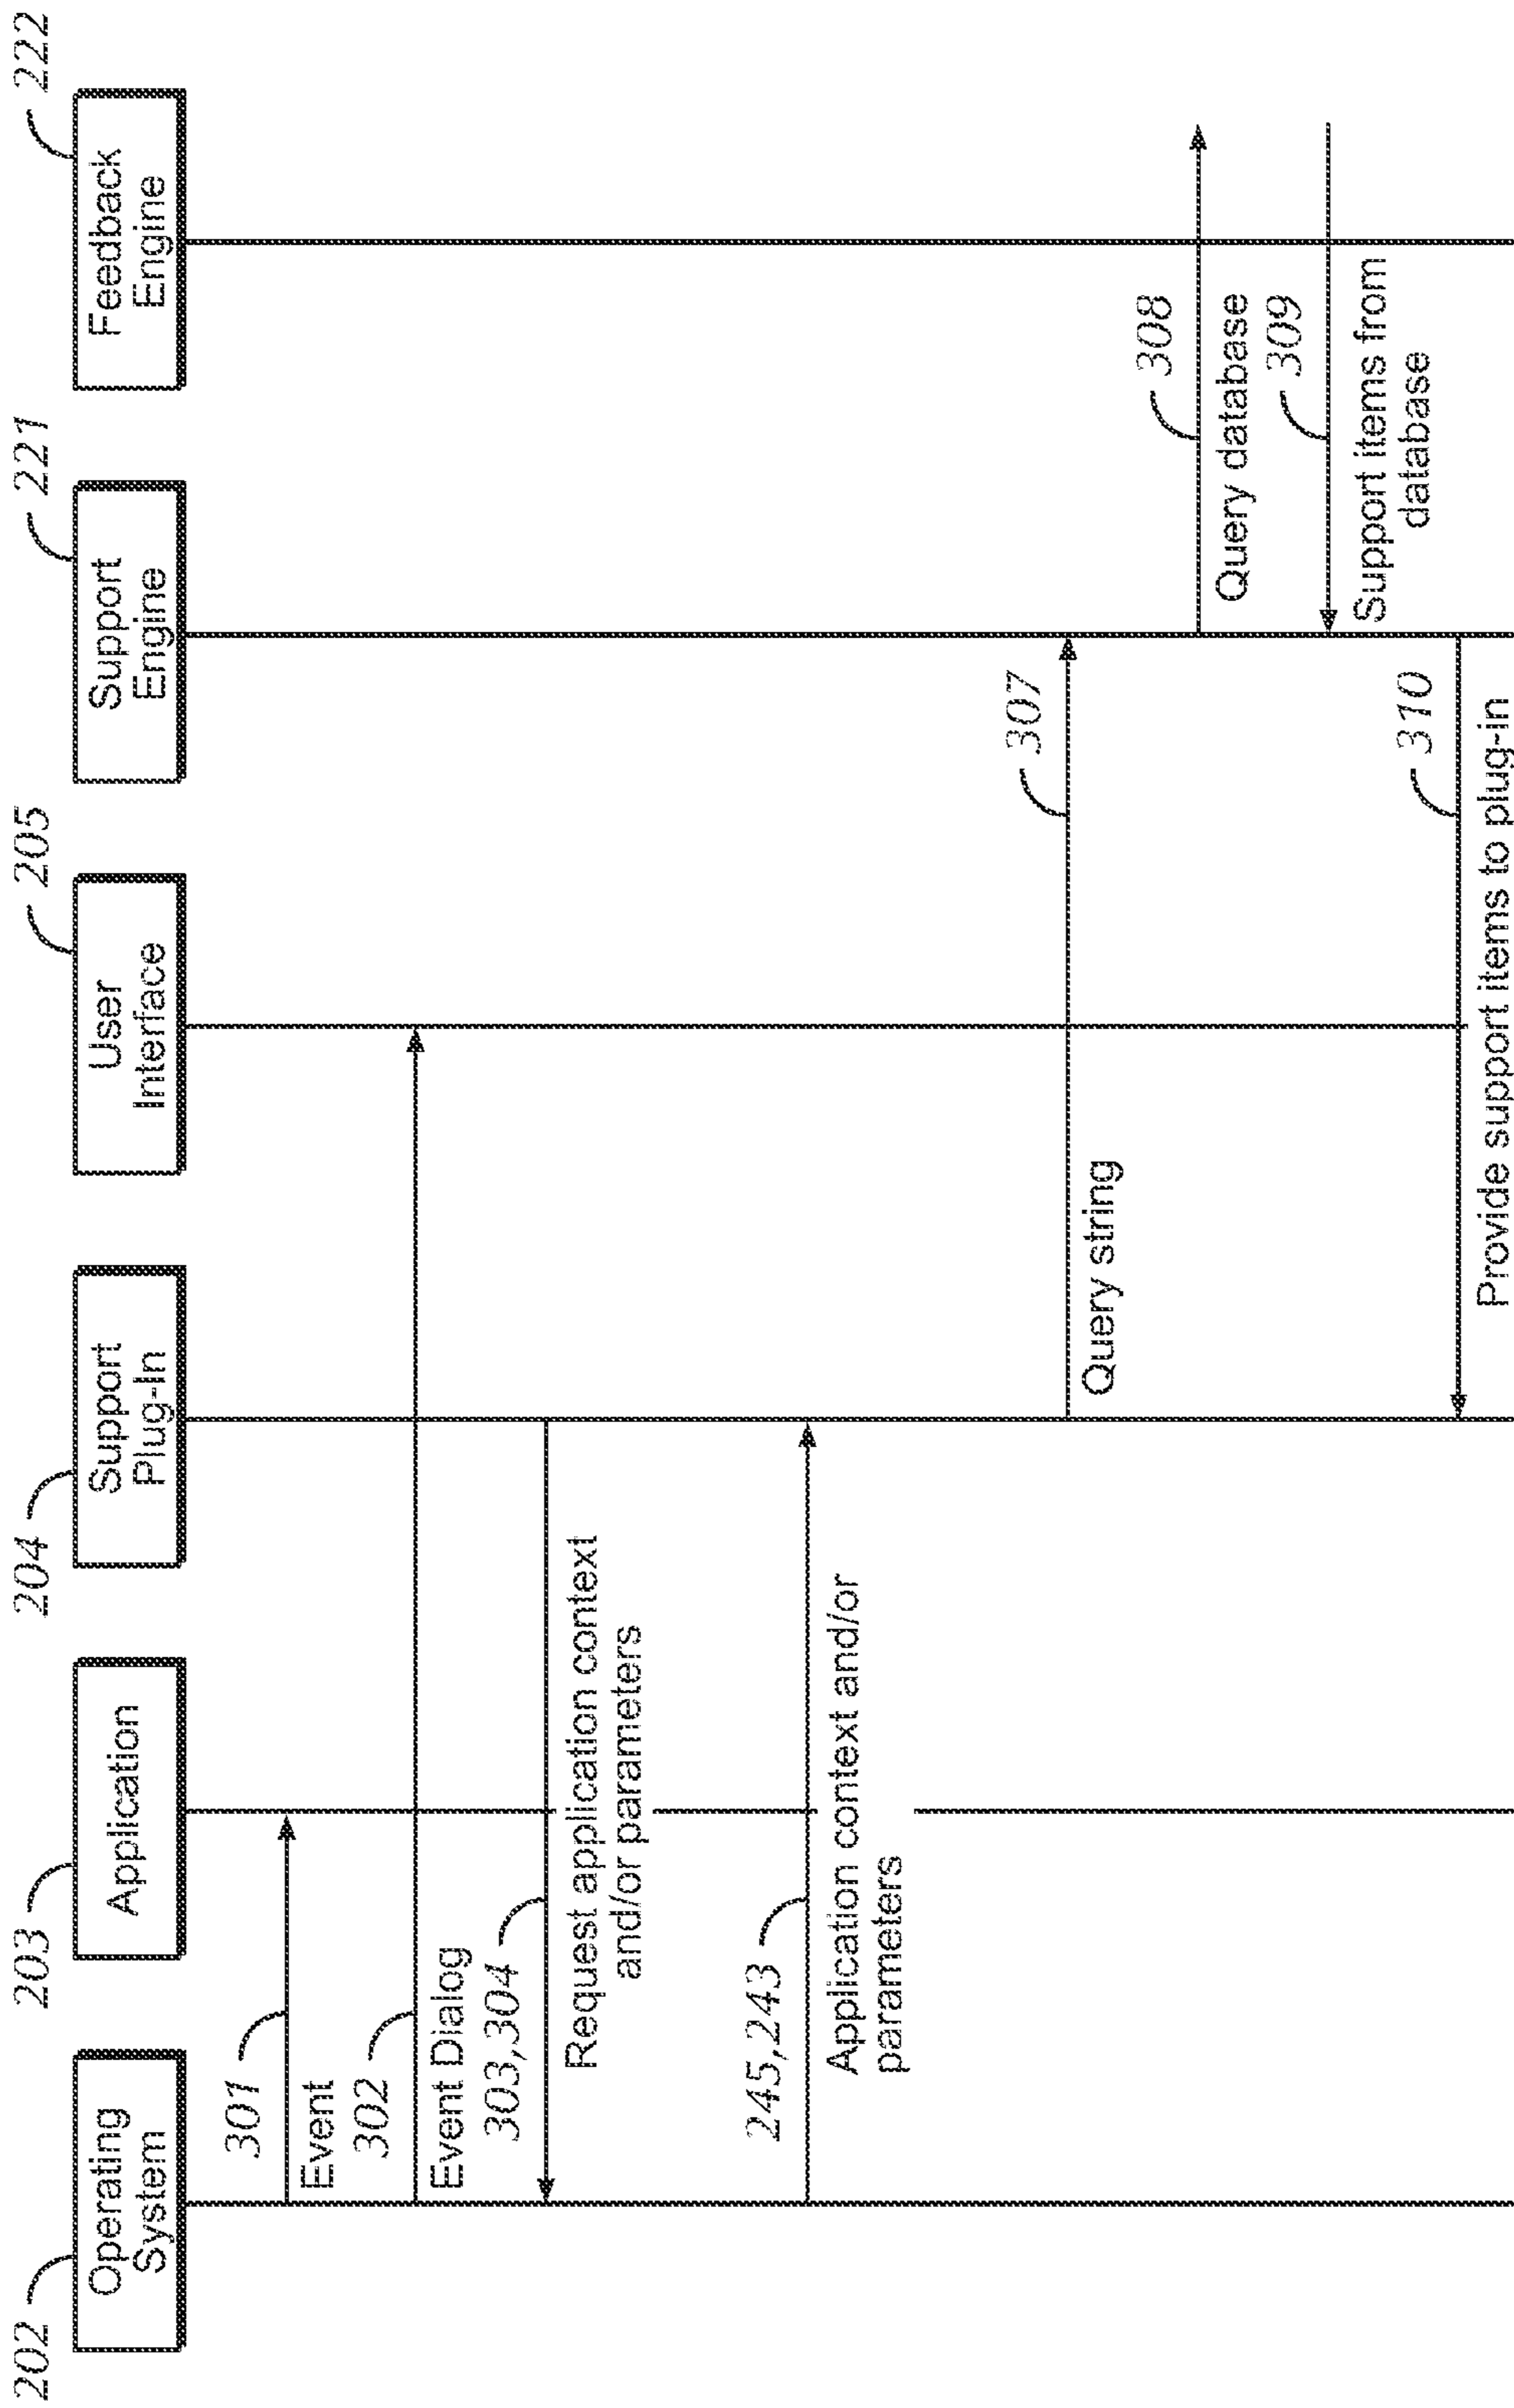 202
Operating
System
203
Application
204
Support
Plug-In
205
User
Interface
221
Support
Engine
222
Feedback
Engine
301
Event
302
Event Dialog
303,304
Request application context
and/or parameters
245,243
Application context and/or
parameters
307
Query string
308
Query database
309
Support items from
database
310
Provide support items to plug-in